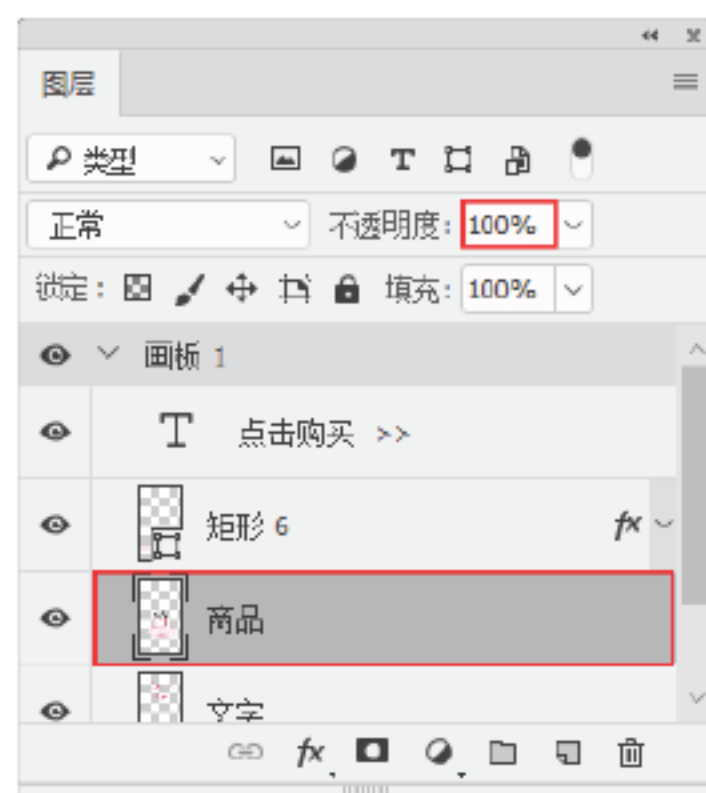 图层
类型
正常 不透明度: 100%
锁定: 填充: 100%
画板 1
T 点击购买 >>
矩形 6 fx
商品
文字
fx